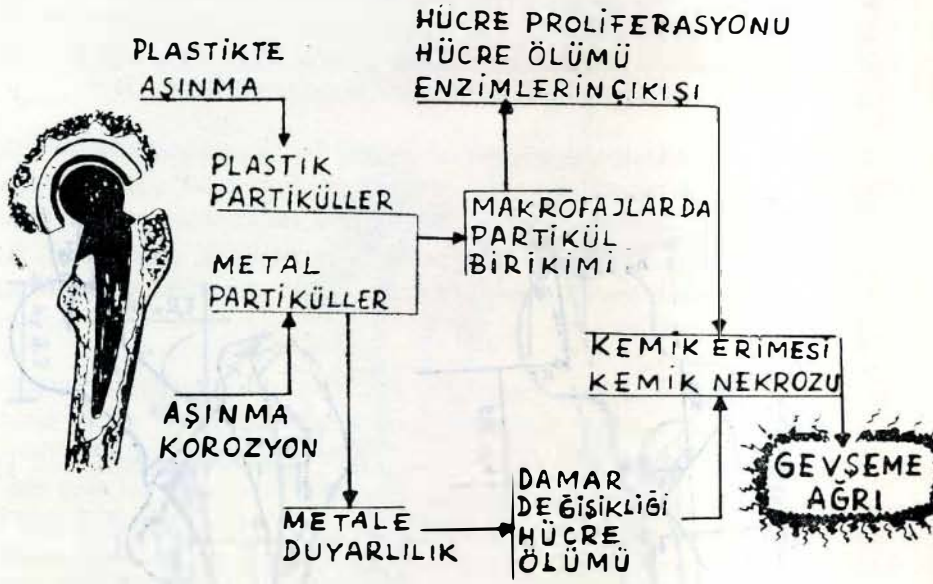 PLASTİKTE
AŞINMA
HÜCRE PROLİFERASYONU
HÜCRE ÖLÜMÜ
ENZİMLERİN ÇIKIŞI
PLASTİK
PARTİKÜLLER
METAL
PARTİKÜLLER
MAKROFAJLARDA
PARTİKÜL
BİRİKİMİ
AŞINMA
KOROZYON
KEMİK ERİMESİ
KEMİK NEKROZU
METALE
DUYARLILIK
DAMAR
DEĞİŞİKLİĞİ
HÜCRE
ÖLÜMÜ
GEVŞEME
AĞRI